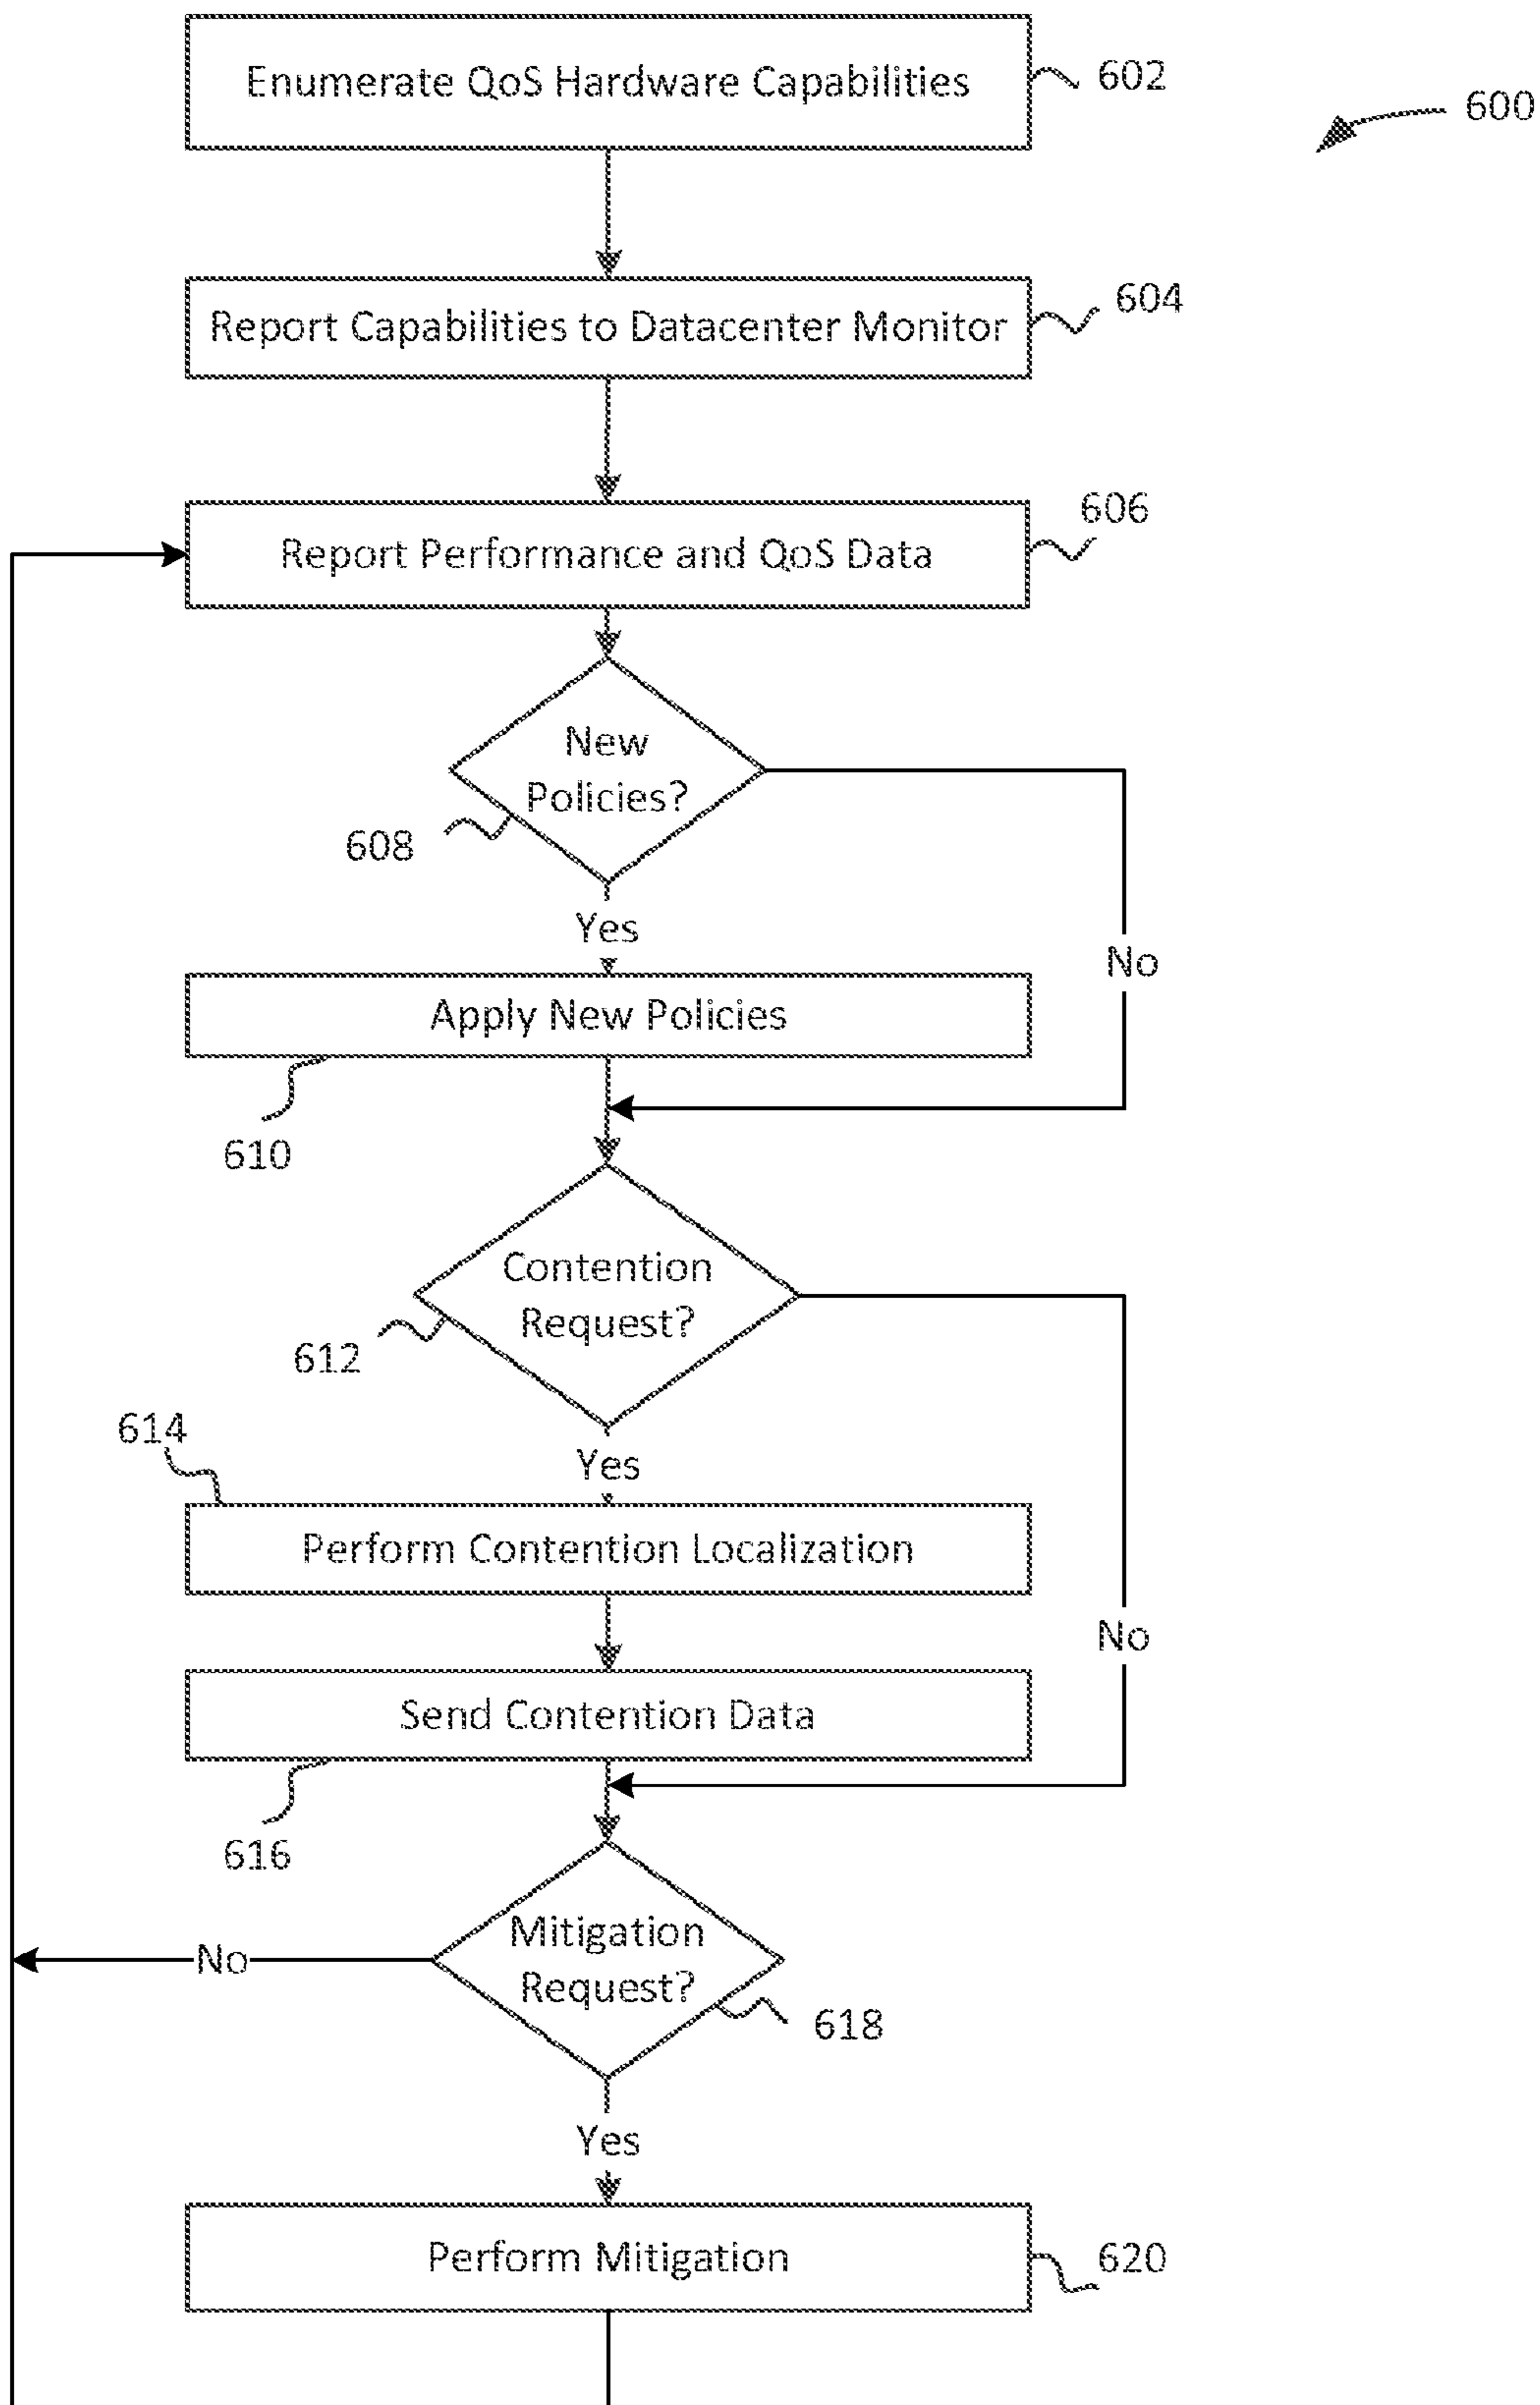 Enumerate QoS Hardware Capabilities
602
600
Report Capabilities to Datacenter Monitor
604
Report Performance and QoS Data
606
New
Policies?
608
Yes
No
Apply New Policies
610
Contention
Request?
612
614
Yes
Perform Contention Localization
No
Send Contention Data
616
Mitigation
Request?
No
618
Yes
Perform Mitigation
620